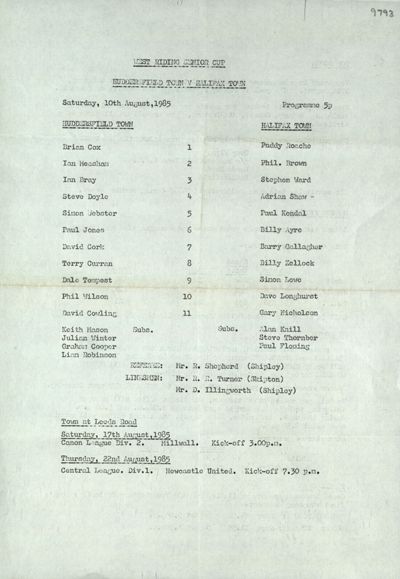 9793
WEST RIDING SENIOR CUP
HUDDERSFIELD TOWN V HALIFAX TOWN
Saturday, 10th August,1985 Programme 5p
HUDDERSFIELD TOWN HALIFAX TOWN
Brian Cox 1 Paddy Roache
Ian Measham 2 Phil. Brown
Ian Bray 3 Stephen Ward
Steve Doyle 4 Adrian Shaw -
Simon Webster 5 Paul Kendal
Paul Jones 6 Billy Ayre
David Cork 7 Barry Gallagher
Terry Curran 8 Billy Kellock
Dale Tempest 9 Simon Lowe
Phil Wilson 10 Dave Longhurst
David Cowling 11 Gary Nicholson
Keith Mason Subs. Subs. Alan Knill
Julian Winter Steve Thornber
Graham Cooper Paul Fleming
Lian Robinson
REFEREE: Mr. R. Shepherd (Shipley)
LINESMEN: Mr. R. Turner (Skipton)
Mr. D. Illingworth (Shipley)
Town at Leeds Road
Saturday, 17th August,1985
Canon League Div. 2. Millwall. Kick-off 3.00p.m.
Thursday, 22nd August,1985
Central League. Div.1. Newcastle United. Kick-off 7.30 p.m.